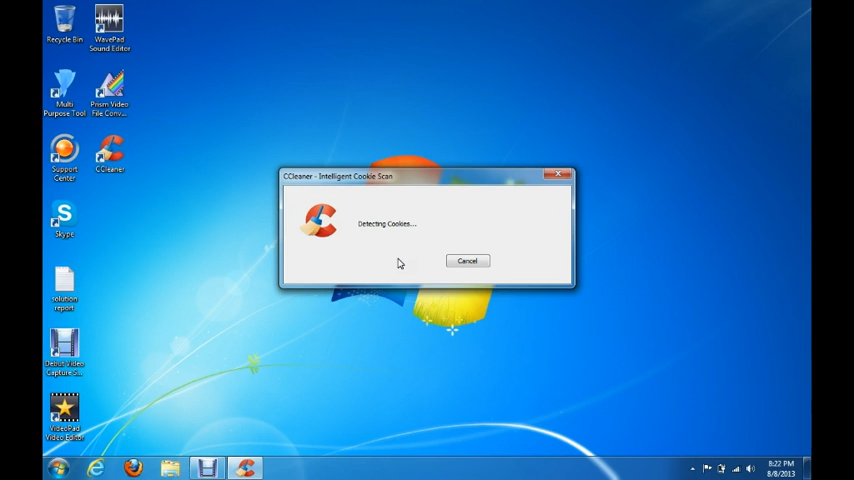 Recycle Bin
WavePad
Sound Editor
Multi
Purpose Tool
Prism Video
File Conv...
Support
Center
CCleaner
Skype
solution
report
Debut Video
Capture S...
VideoPad
Video Editor
CCleaner - Intelligent Cookie Scan
Detecting Cookies...
Cancel
8:22 PM
8/8/2013